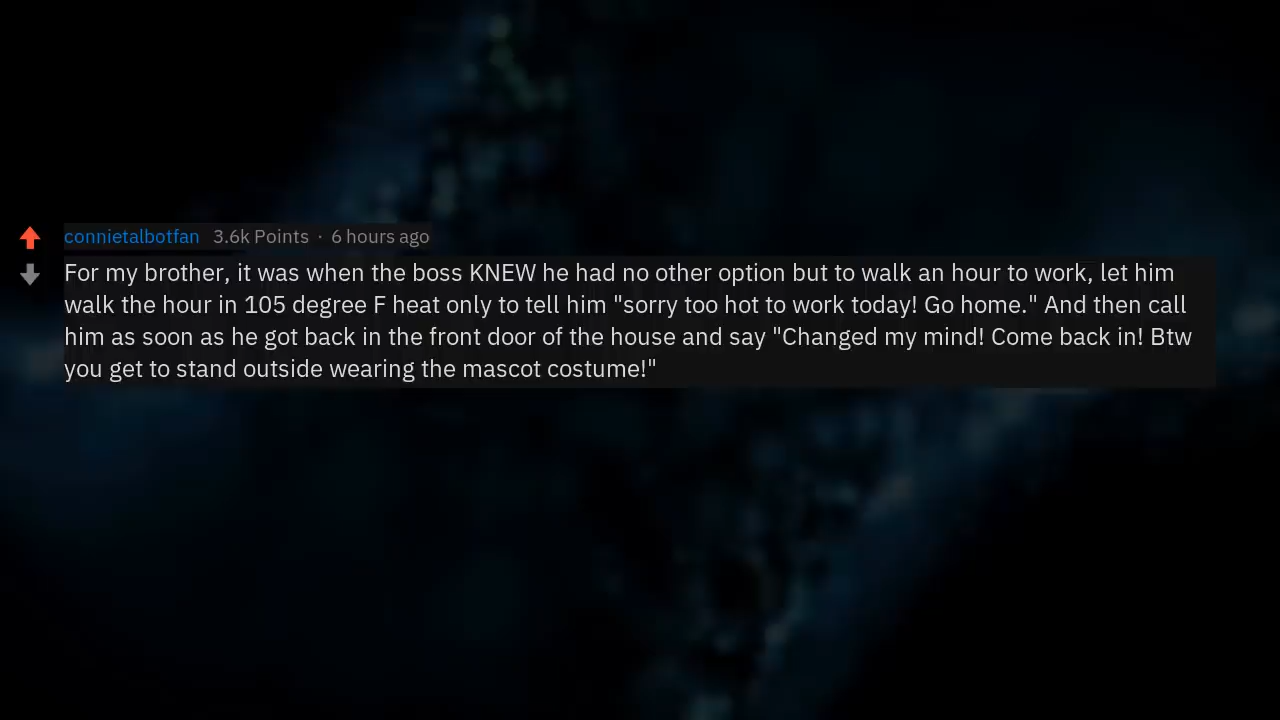 connietalbotfan 3.6k Points · 6 hours ago
For my brother, it was when the boss KNEW he had no other option but to walk an hour to work, let him
walk the hour in 105 degree F heat only to tell him "sorry too hot to work today! Go home." And then call
him as soon as he got back in the front door of the house and say "Changed my mind! Come back in! Btw
you get to stand outside wearing the mascot costume!"